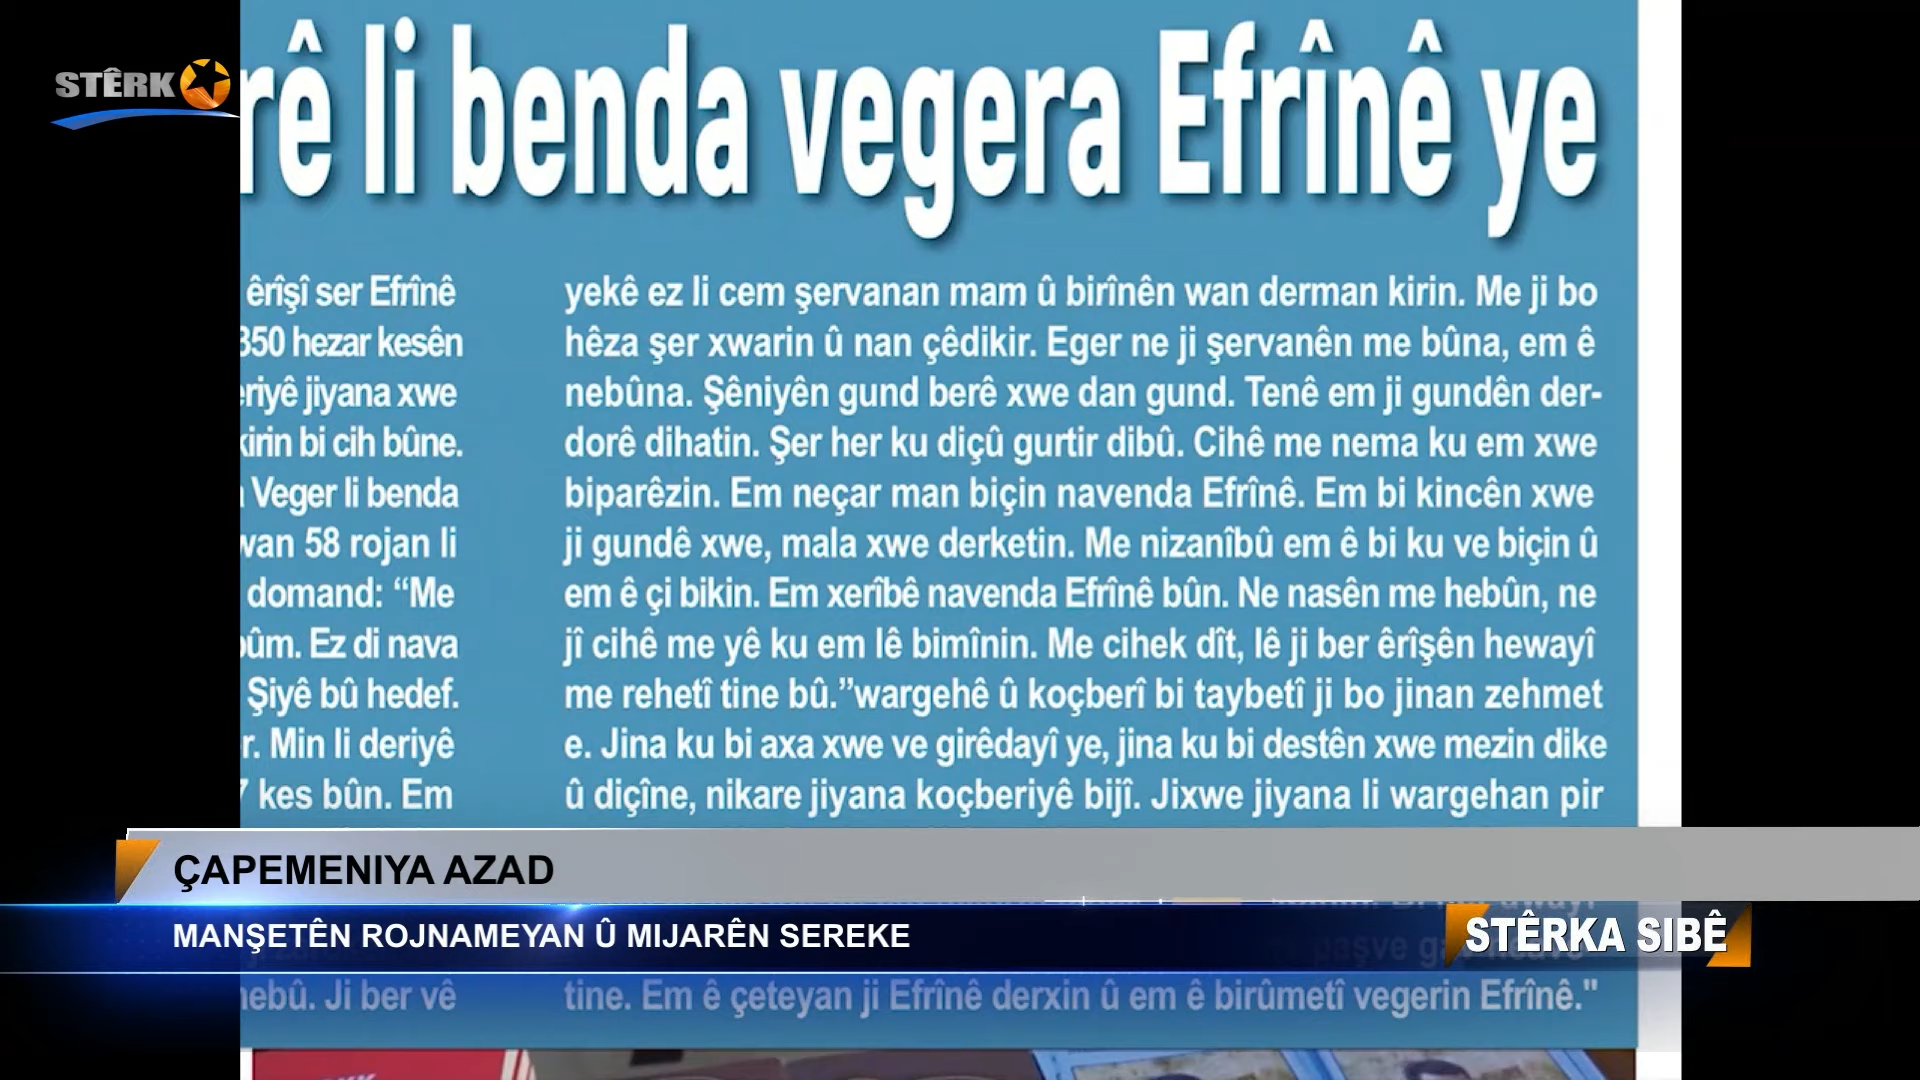 STÊRK
li benda vegera Efrînê ye
êrîşî ser Efrînê
350 hezar kesên
jiyana xwe
kirin bi cih bûne.
Veger li benda
58 rojan li
domand: “Me
Ez di nava
Şiyê bû hedef.
Min li deriyê
7 kes bûn. Em
nebû. Ji ber vê
yekê ez li cem şervanan mam û birînên wan derman kirin. Me ji bo
hêza şer xwarin û nan çêdikir. Eger ne ji şervanên me bûna, em ê
nebûna. Şêniyên gund berê xwe dan gund. Tenê em ji gundên der-
dorê dihatin. Şer her ku diçû gurtir dibû. Cihê me nema ku em xwe
biparêzin. Em neçar man biçin navenda Efrînê. Em bi kincên xwe
ji gundê xwe, mala xwe derketin. Me nizanîbû em ê bi ku ve biçin û
em ê çi bikin. Em xerîbê navenda Efrînê bûn. Ne nasên me hebûn, ne
jî cihê me yê ku em lê bimînin. Me cihek dît, lê ji ber êrîşên hewayî
me rehetî tine bû.”wargehê û koçberî bi taybetî ji bo jinan zehmet
e. Jina ku bi axa xwe ve girêdayî ye, jina ku bi destên xwe mezin dike
û diçîne, nikare jiyana koçberiyê bijî. Jixwe jiyana li wargehan pir
tine. Em ê çeteyan ji Efrînê derxin û em ê birûmetî vegerin Efrînê."
ÇAPEMENIYA AZAD
MANŞETÊN ROJNAMEYAN Û MIJARÊN SEREKE
STÊRKA SIBÊ